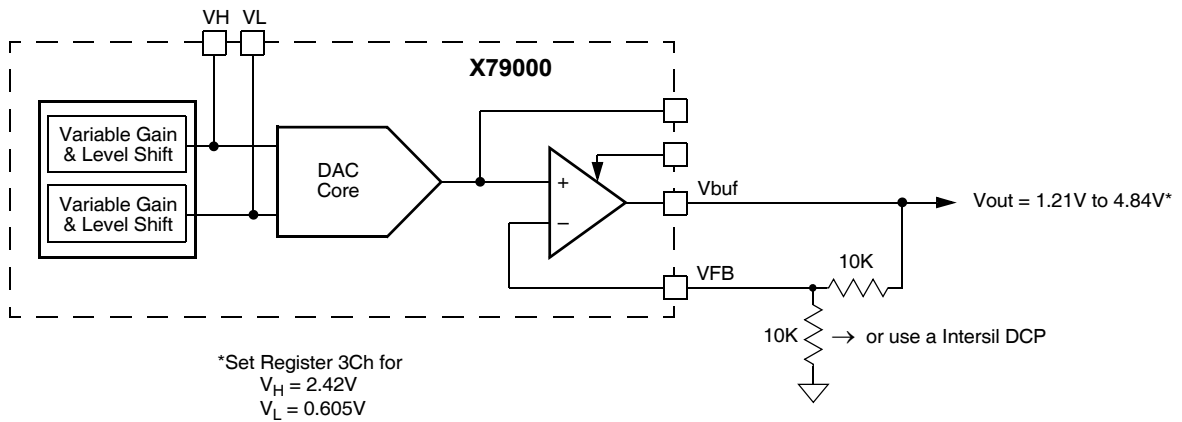 VH VL
X79000
Variable Gain
& Level Shift
Variable Gain
& Level Shift
DAC
Core
+
–
Vbuf
VFB
Vout = 1.21V to 4.84V*
10K
10K
→ or use a Intersil DCP
*Set Register 3Ch for
VH = 2.42V
VL = 0.605V